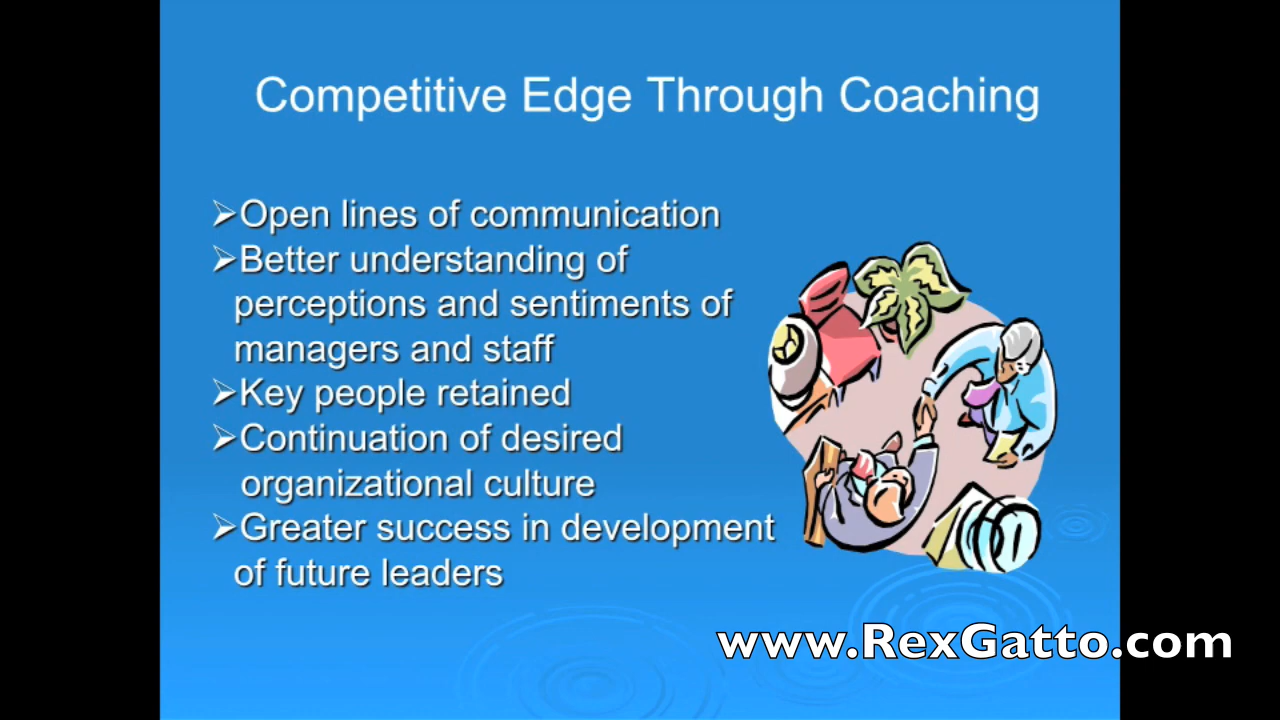 Competitive Edge Through Coaching
➢Open lines of communication
➢Better understanding of
perceptions and sentiments of
managers and staff
➢Key people retained
➢Continuation of desired
organizational culture
➢Greater success in development
of future leaders
www.RexGatto.com